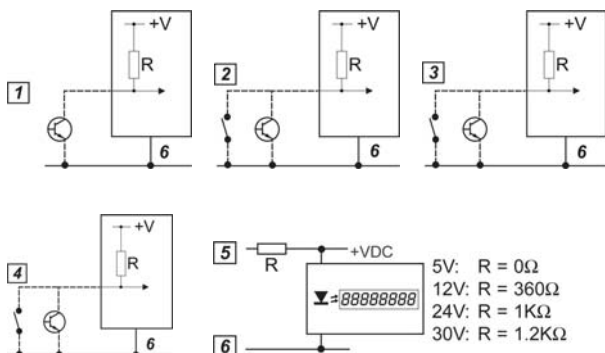 +V
R
1
6
+V
R
2
6
+V
R
3
6
+V
R
4
6
5
R
+VDC
88888888
6
5V: R = 0Ω
12V: R = 360Ω
24V: R = 1KΩ
30V: R = 1.2KΩ